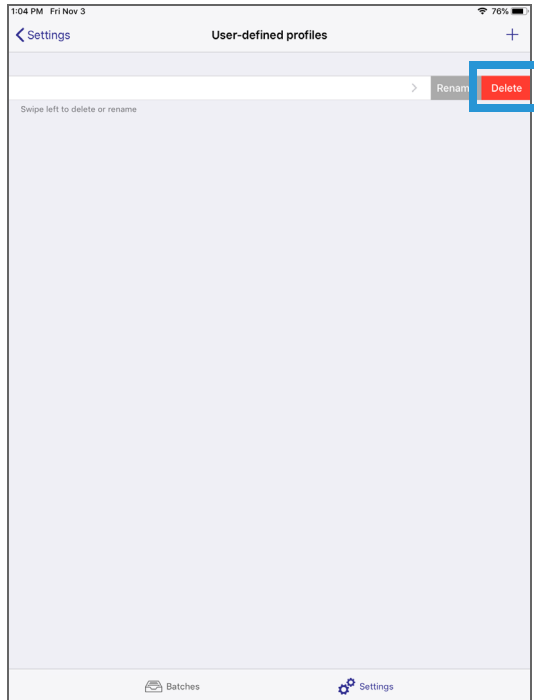 1:04 PM Fri Nov 3 76%
Settings User-defined profiles +
Renam Delete
Swipe left to delete or rename
Batches Settings